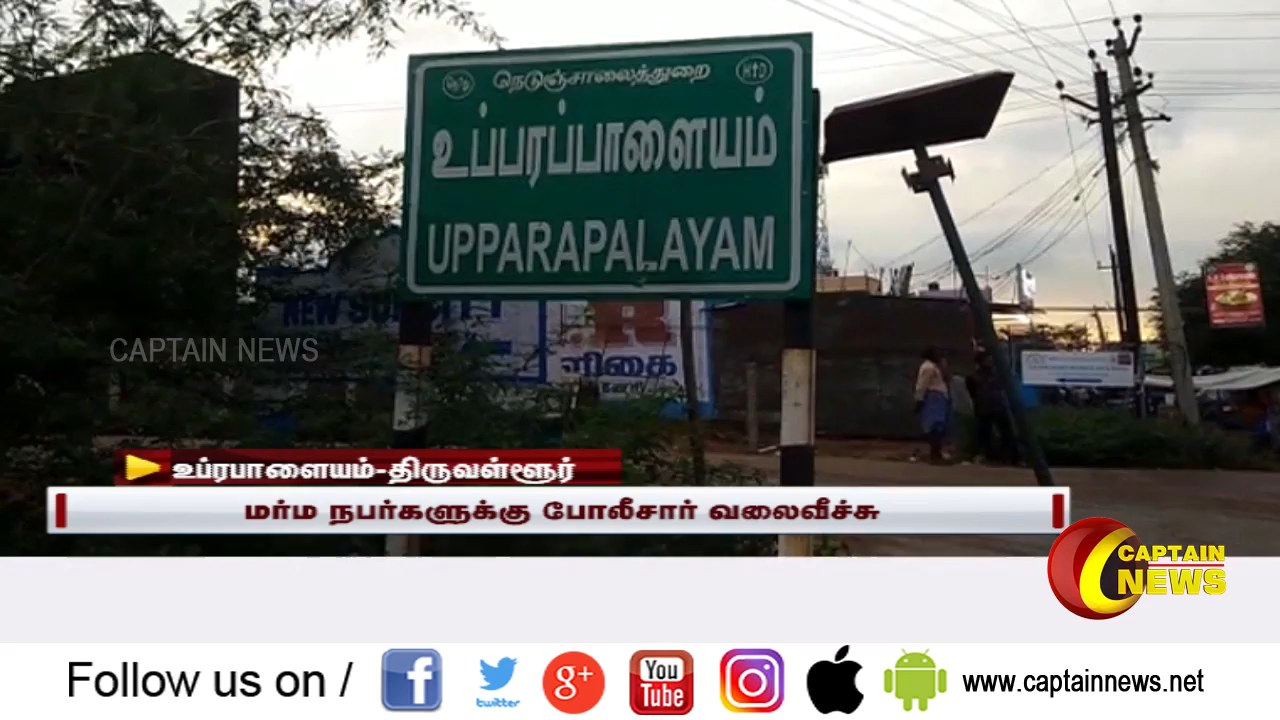 நெடுஞ்சாலைத்துறை
H↑D
உப்பரப்பாளையம்
UPPARAPALAYAM
ளிகை
CAPTAIN NEWS
உப்ரபாளையம்-திருவள்ளூர்
மர்ம நபர்களுக்கு போலீசார் வலைவீச்சு
CAPTAIN
NEWS
Follow us on / f twitter g+ You Tube www.captainnews.net